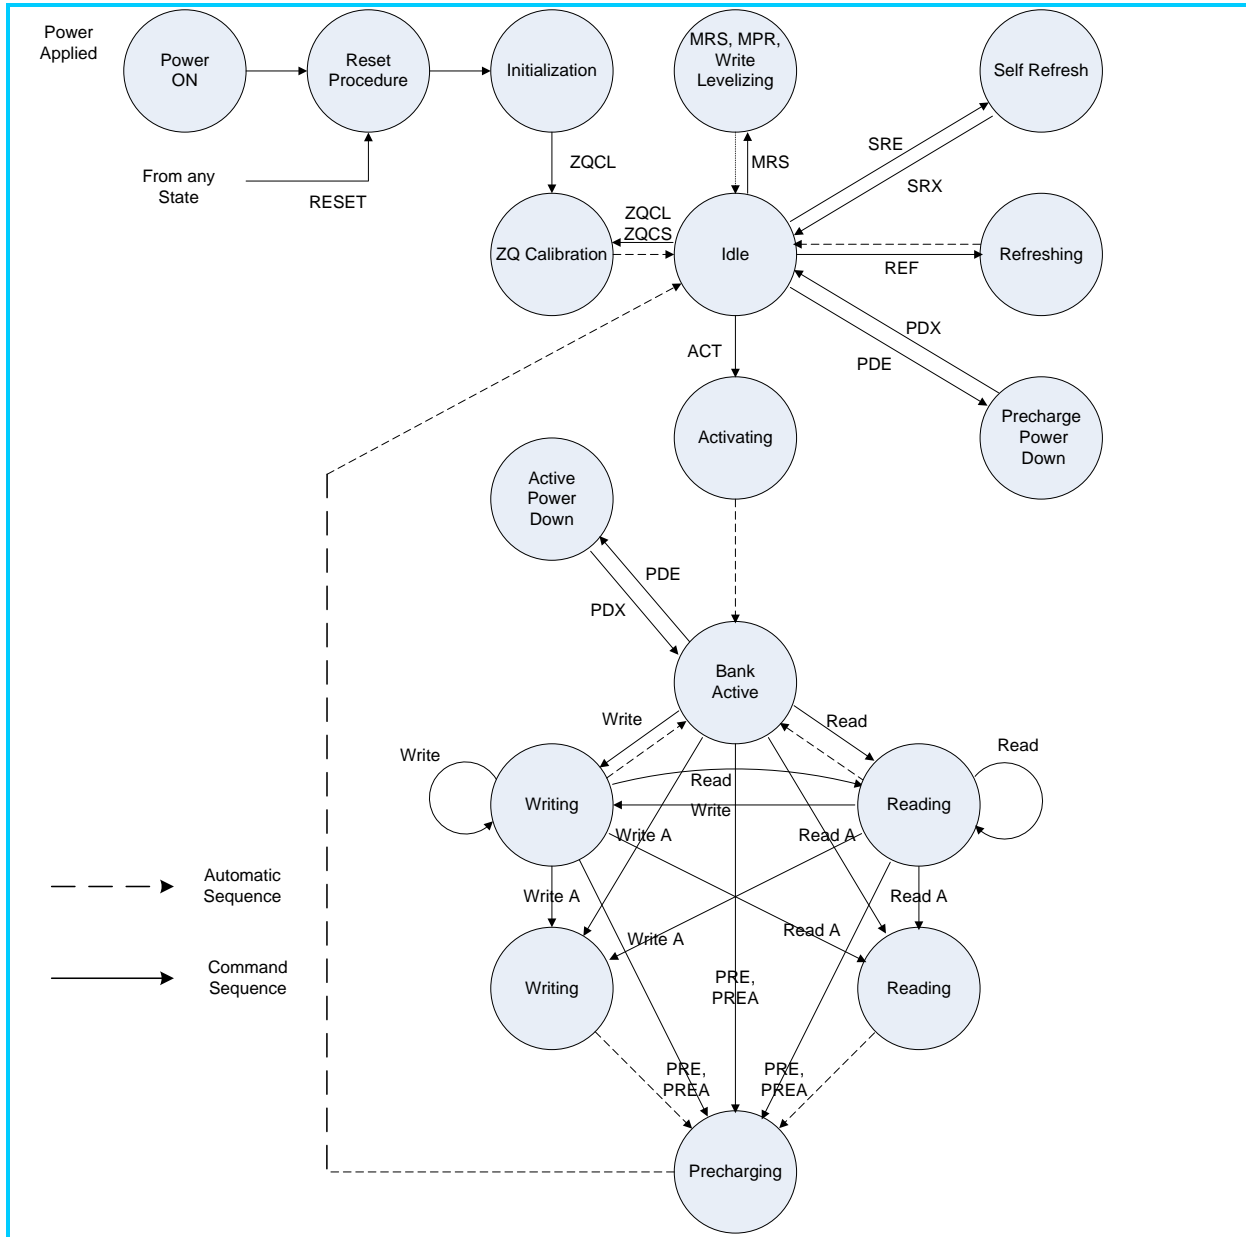 Power
Applied
Power
ON
Reset
Procedure
Initialization
MRS, MPR,
Write
Levelizing
Self Refresh
From any
State
RESET
ZQCL
MRS
SRE
SRX
ZQCL
ZQCS
ZQ Calibration
Idle
REF
Refreshing
ACT
PDX
PDE
Activating
Precharge
Power
Down
Active
Power
Down
PDE
PDX
Bank
Active
Write
Read
Write
Read
Writing
Read
Write
Reading
Write A
Read A
Automatic
Sequence
Write A
Read A
Write A
Read A
Command
Sequence
Writing
PRE,
PREA
Reading
PRE,
PREA
PRE,
PREA
Precharging